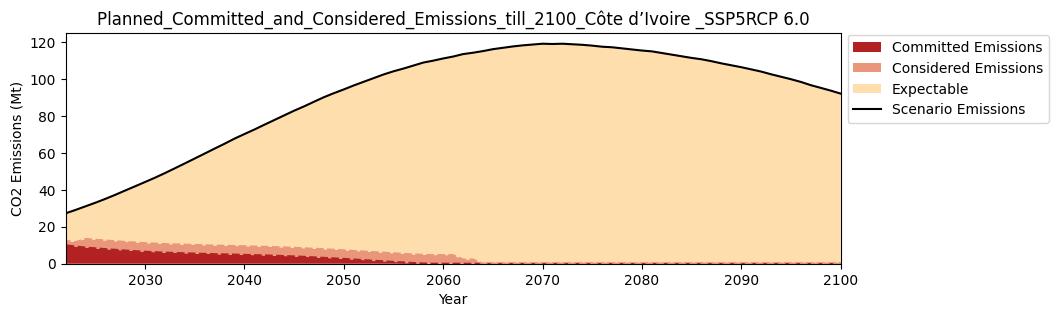 Planned_Committed_and_Considered_Emissions_till_2100_Côte d’Ivoire _SSP5RCP 6.0
Committed Emissions
Considered Emissions
Expectable
Scenario Emissions
CO2 Emissions (Mt)
120
100
80
60
40
20
0
2030 2040 2050 2060 2070 2080 2090 2100
Year